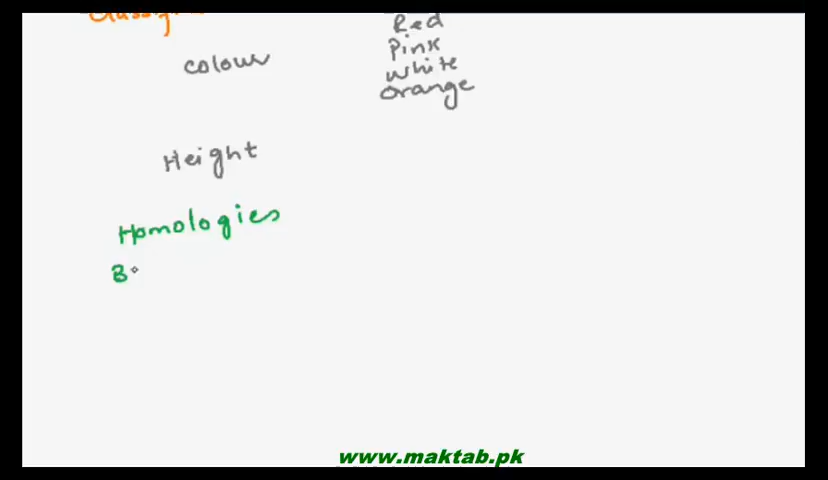 Red
colour
Pink
white
orange
Height
Homologies
B
www.maktab.pk